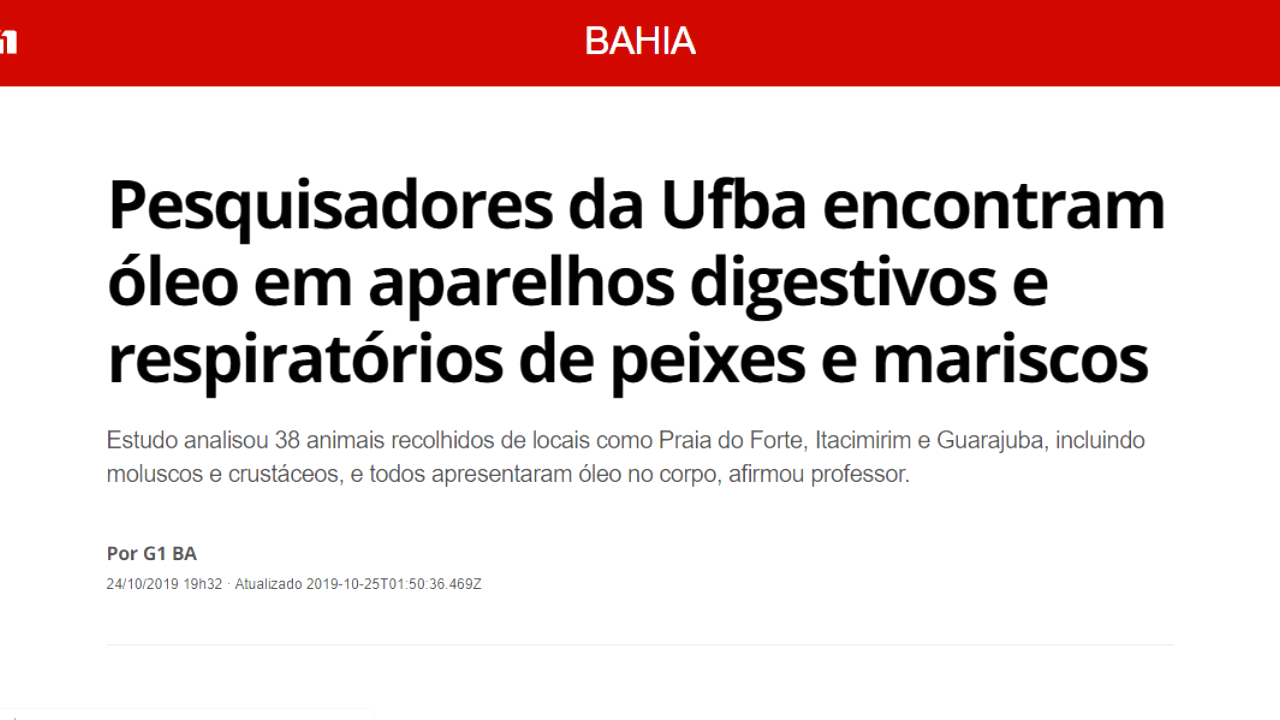 BAHIA
Pesquisadores da Ufba encontram
óleo em aparelhos digestivos e
respiratórios de peixes e mariscos
Estudo analisou 38 animais recolhidos de locais como Praia do Forte, Itacimirim e Guarajuba, incluindo
moluscos e crustáceos, e todos apresentaram óleo no corpo, afirmou professor.
Por G1 BA
24/10/2019 19h32 · Atualizado 2019-10-25T01:50:36.469Z